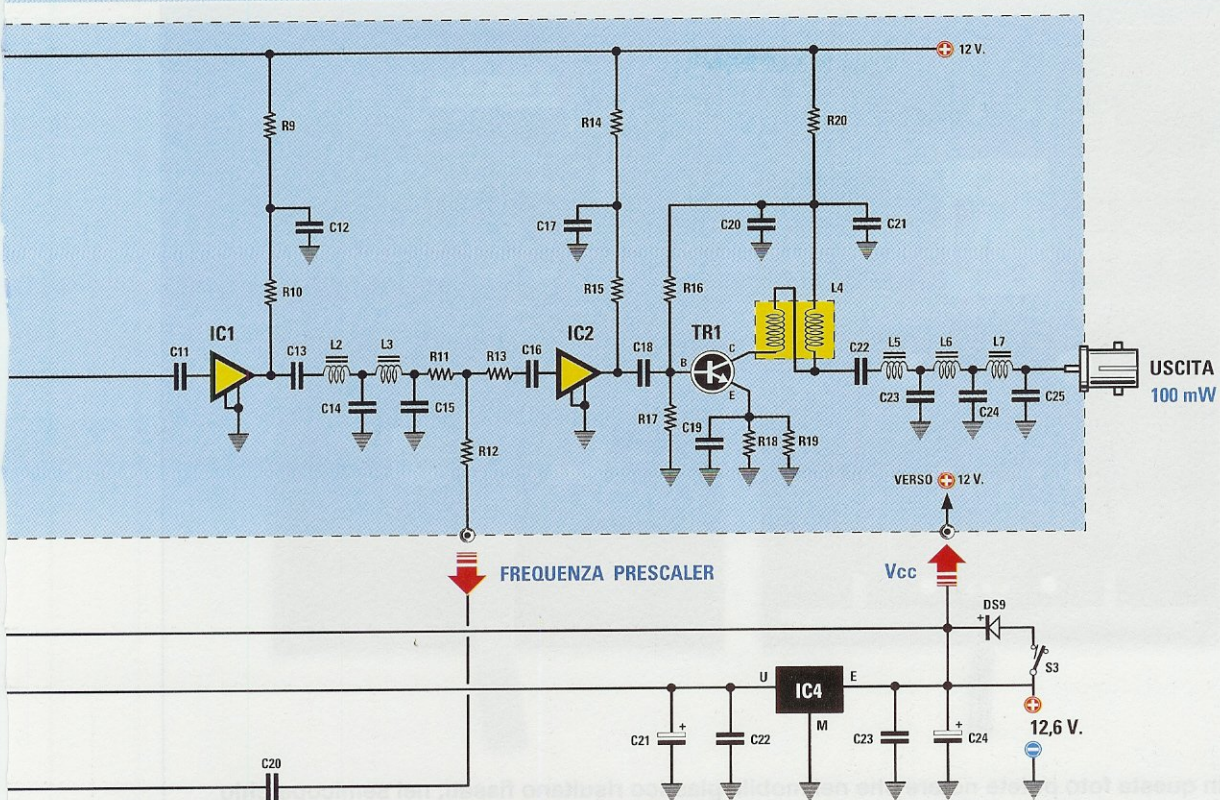 12 V.
R9
R14
R20
C12
C17
C20
C21
R10
R15
R16
L4
IC1
IC2
TR1
C11
C13
L2
L3
R11
R13
C16
C18
B
C
E
C22
L5
L6
L7
USCITA
100 mW
C14
C15
R12
R17
C19
R18
R19
C23
C24
C25
VERSO
12 V.
FREQUENZA PRESCALER
Vcc
DS9
+
S3
U
IC4
E
M
C21
+
C22
C23
C24
+
12,6 V.
C20